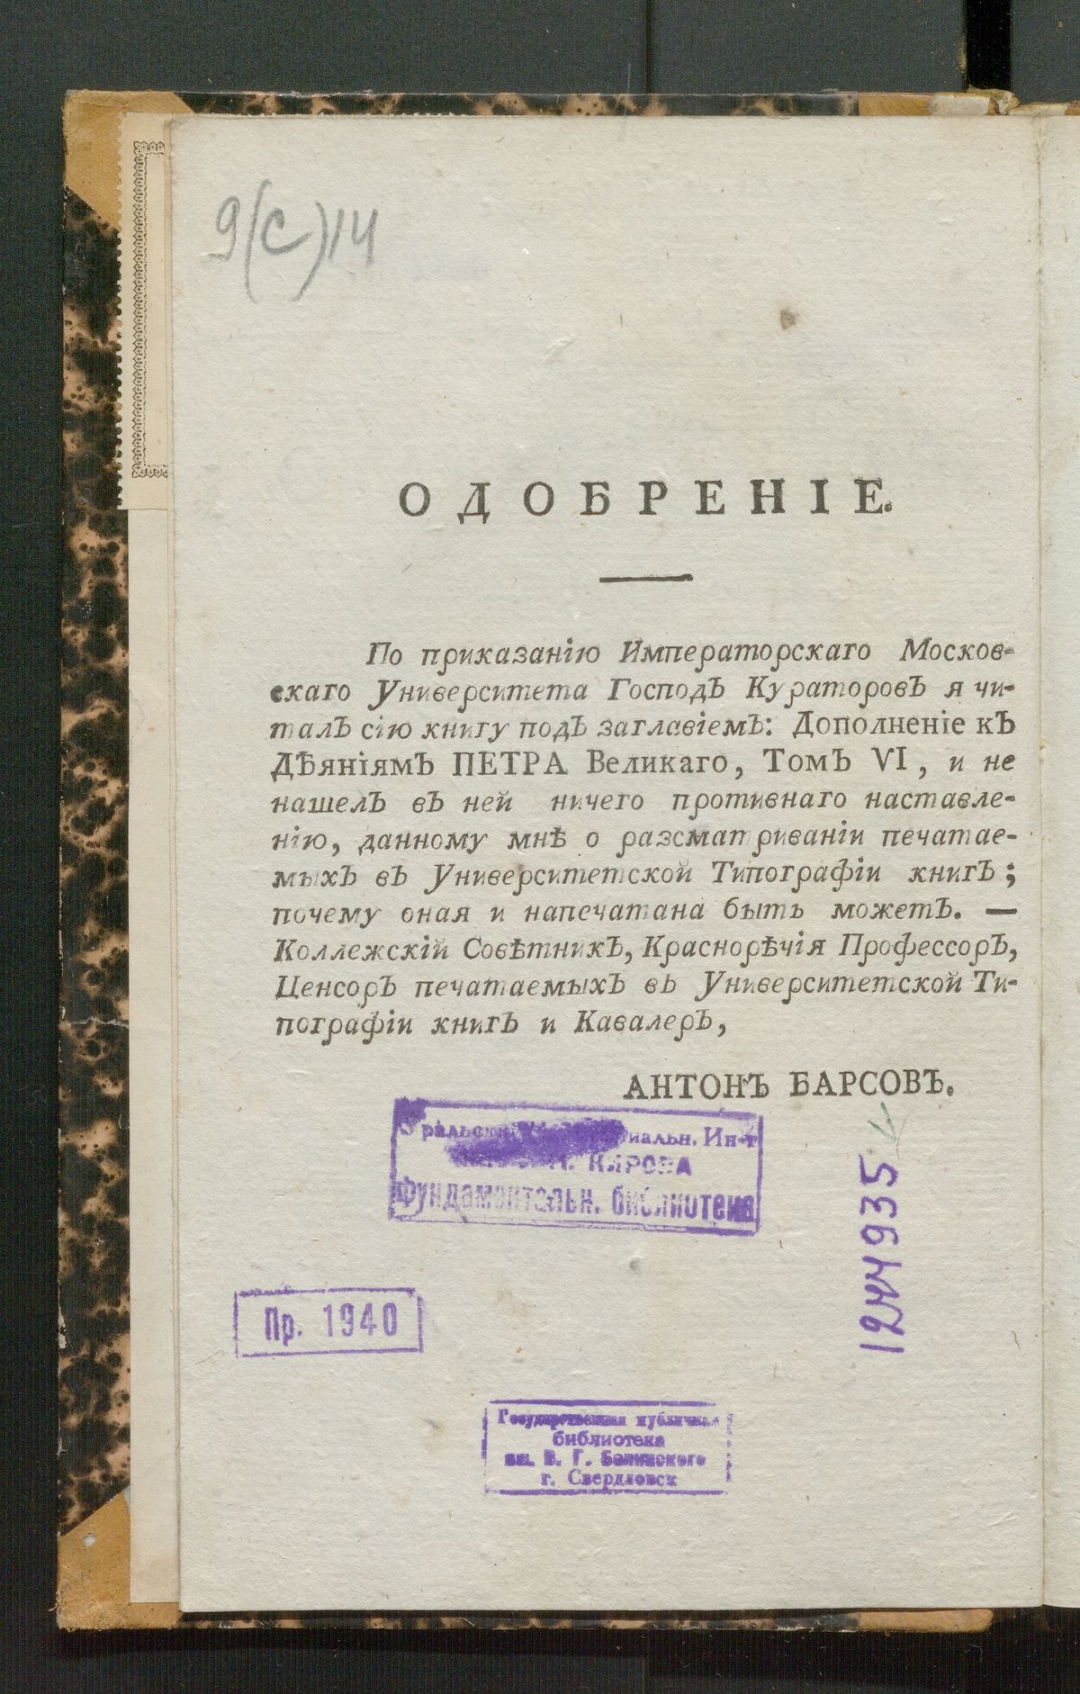 9(С)14
ОДОБРЕНІЕ.
По приказанію Императорскаго Москов-
скаго Университета Господъ Кураторовъ я чи-
талъ сію книгу подъ заглавіемъ: Дополненіе къ
Дѣяніямъ ПЕТРА Великаго, Томъ VI, и не
нашелъ въ ней ничего противнаго наставле-
нію, данному мнѣ о разсматриваніи печатае-
мыхъ въ Университетской Типографіи книгъ;
почему оная и напечатана быть можетъ. —
Коллежскій Совѣтникъ, Краснорѣчія Профессоръ,
Ценсоръ печатаемыхъ въ Университетской Ти-
пографіи книгъ и Кавалеръ,
АНТОНЪ БАРСОВЪ.
Ин-т
КИРОВА
Фундаментальн. библиотека
1244935
Пр. 1940
Государственная публичная
библиотека
им. В. Г. Белинского
г. Свердловск